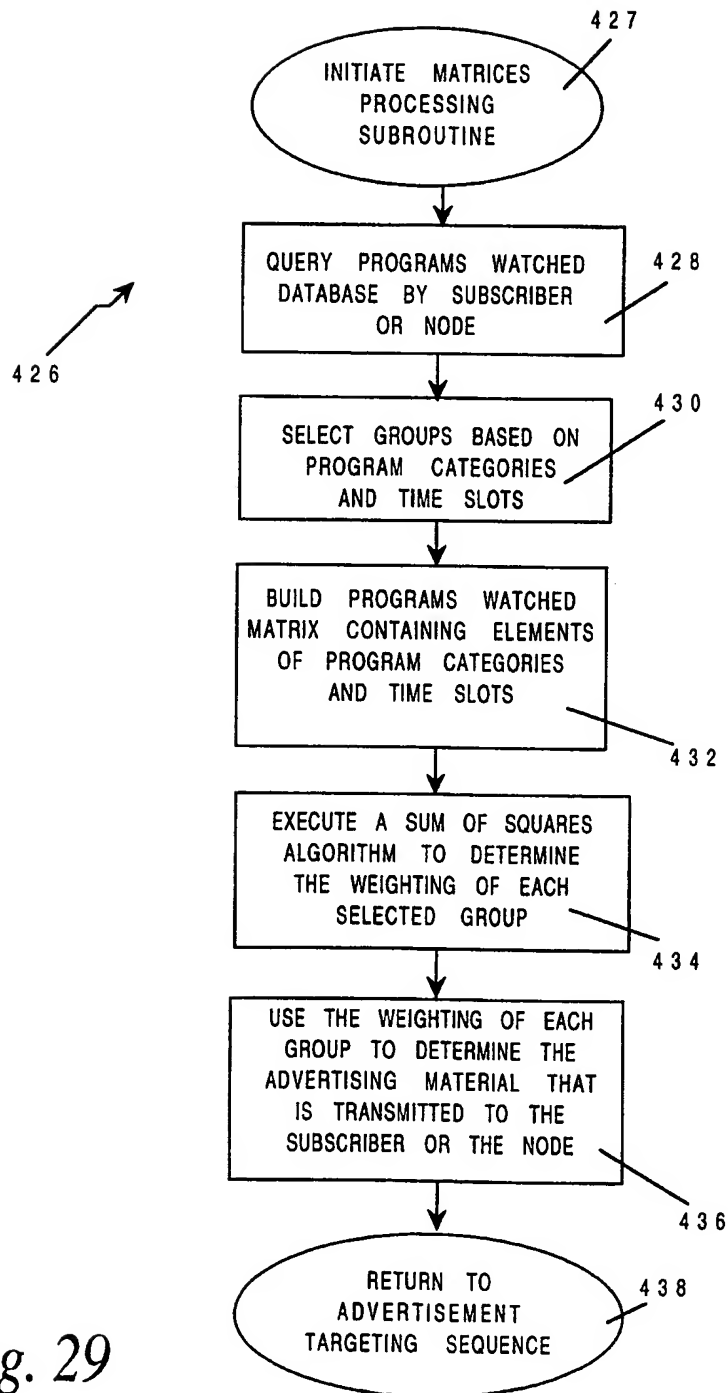 427
INITIATE MATRICES
PROCESSING
SUBROUTINE
QUERY PROGRAMS WATCHED
DATABASE BY SUBSCRIBER
OR NODE
428
426
SELECT GROUPS BASED ON
PROGRAM CATEGORIES
AND TIME SLOTS
430
BUILD PROGRAMS WATCHED
MATRIX CONTAINING ELEMENTS
OF PROGRAM CATEGORIES
AND TIME SLOTS
432
EXECUTE A SUM OF SQUARES
ALGORITHM TO DETERMINE
THE WEIGHTING OF EACH
SELECTED GROUP
434
USE THE WEIGHTING OF EACH
GROUP TO DETERMINE THE
ADVERTISING MATERIAL THAT
IS TRANSMITTED TO THE
SUBSCRIBER OR THE NODE
436
RETURN TO
ADVERTISEMENT
TARGETING SEQUENCE
438
g. 29